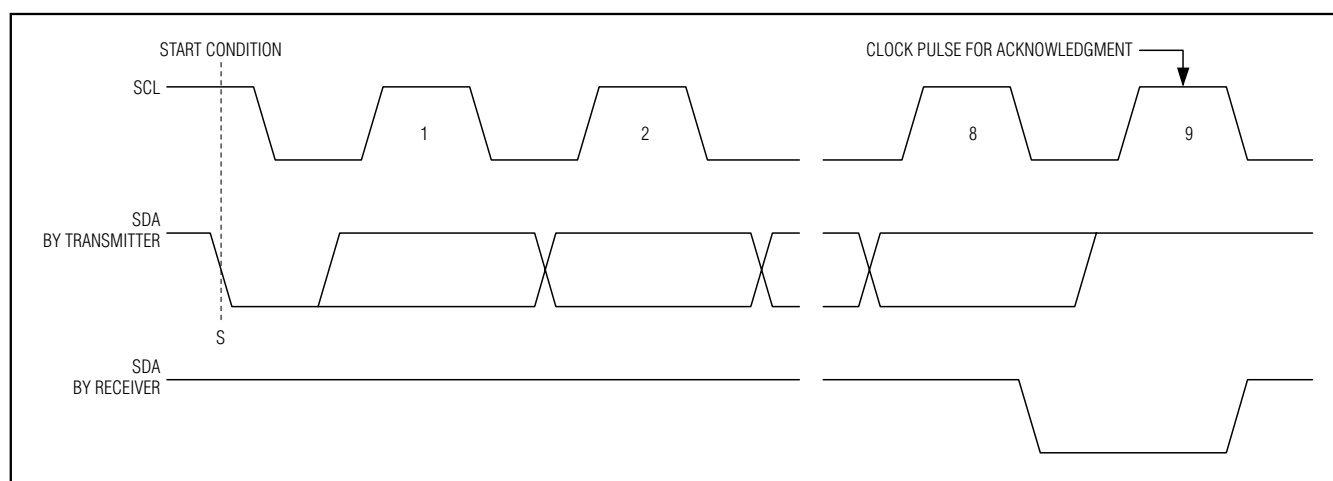 START CONDITION
CLOCK PULSE FOR ACKNOWLEDGMENT
SCL
1
2
8
9
SDA
BY TRANSMITTER
S
SDA
BY RECEIVER